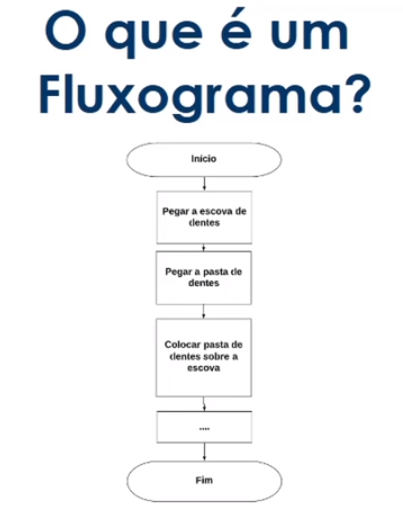 O que é um
Fluxograma?
Início
Pegar a escova de
dentes
Pegar a pasta de
dentes
Colocar pasta de
dentes sobre a
escova
....
Fim